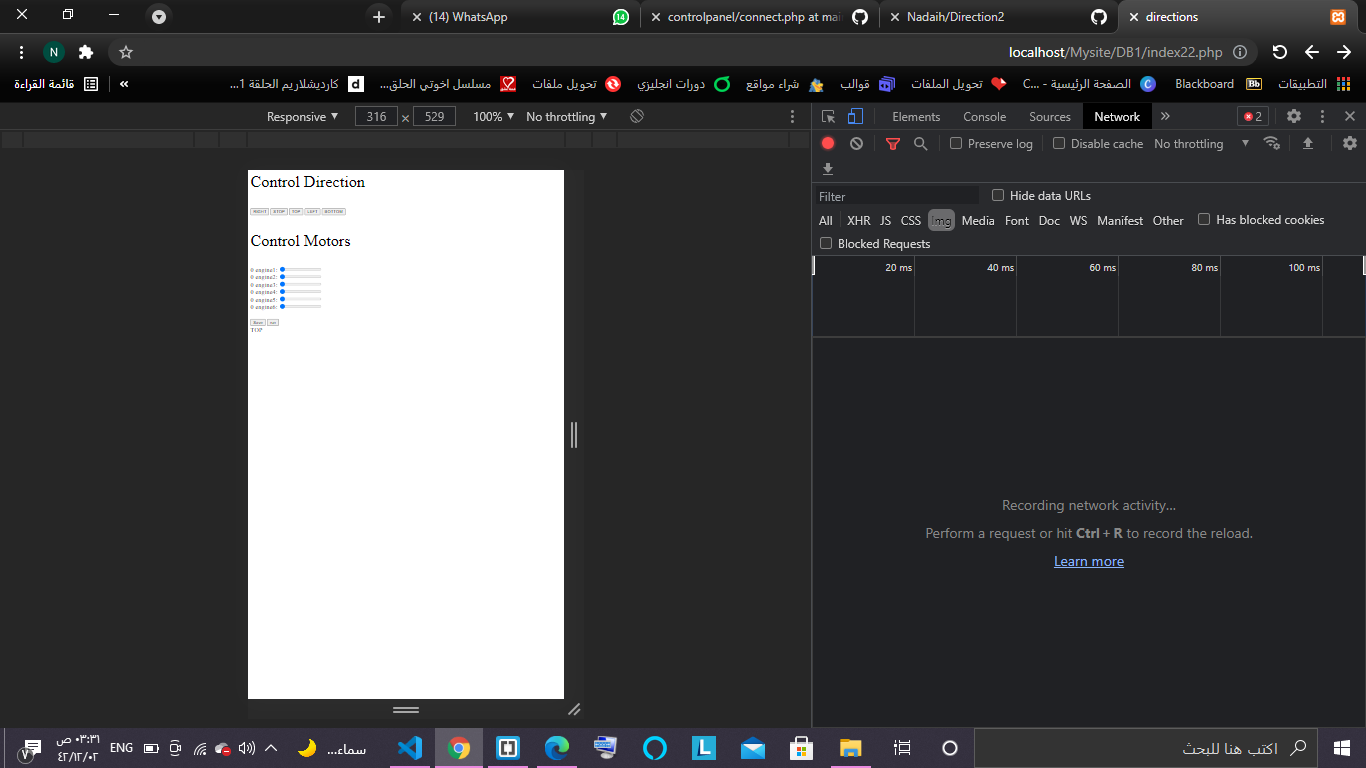 (14) WhatsApp
14
controlpanel/connect.php at mai
Nadaih/Direction2
directions
N
localhost/Mysite/DB1/index22.php
قائمة القراءة
»
كارديشلاريم الحلقة 1...
مسلسل اخوتي الحلق...
تحويل ملفات
دورات انجليزي
شراء مواقع
قوالب
تحويل الملفات
الصفحة الرئيسية - C...
Blackboard
التطبيقات
Responsive ▼ 316 × 529 100% ▼ No throttling ▼
Elements Console Sources Network » 2
Preserve log Disable cache No throttling ▼
Filter Hide data URLs
All XHR JS CSS Img Media Font Doc WS Manifest Other Has blocked cookies
Blocked Requests
20 ms 40 ms 60 ms 80 ms 100 ms
Control Direction
RIGHT STOP TOP LEFT BOTTOM
Control Motors
0 engine1:
0 engine2:
0 engine3:
0 engine4:
0 engine5:
0 engine6:
TOP
Recording network activity...
Perform a request or hit Ctrl + R to record the reload.
Learn more
٠٣:٣١ ص
٤٢/١٢/٠٢
ENG
سماء...
اكتب هنا للبحث